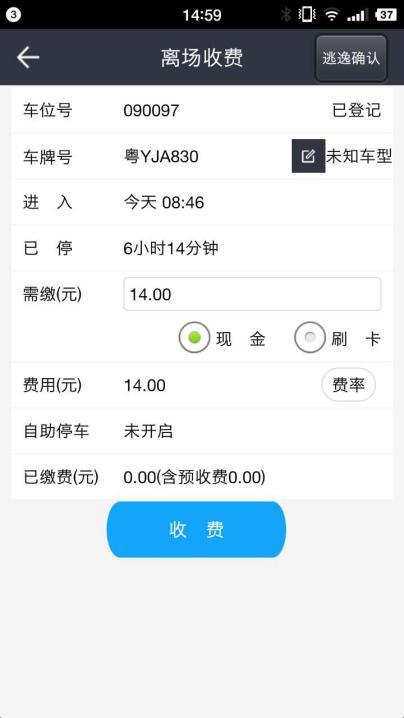 3 14:59 37
离场收费 逃逸确认
车位号 090097 已登记
车牌号 粤YJA830 未知车型
进 入 今天 08:46
已 停 6小时14分钟
需缴(元) 14.00
现 金 刷 卡
费用(元) 14.00 费率
自助停车 未开启
已缴费(元) 0.00(含预收费0.00)
收 费